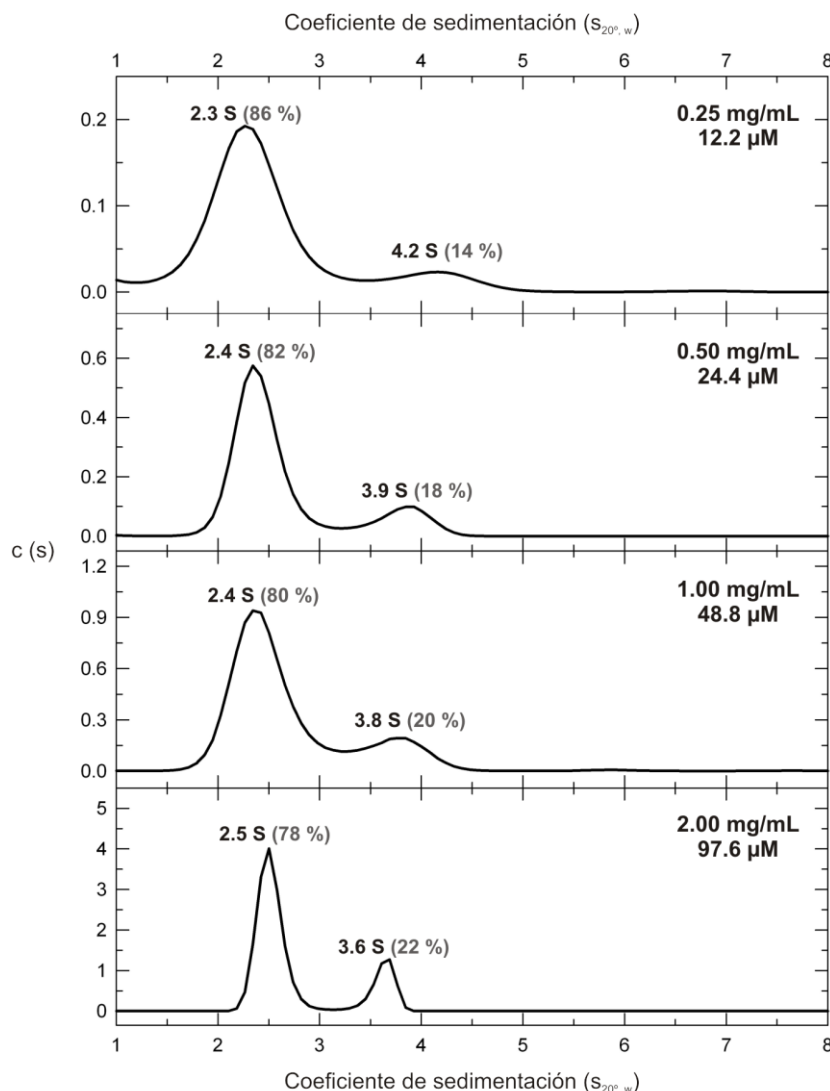 Coeficiente de sedimentación (s20º, w)
1 2 3 4 5 6 7 8
2.3 S (86 %)
0.25 mg/mL
12.2 µM
4.2 S (14 %)
0.2
0.1
0.0
2.4 S (82 %)
0.50 mg/mL
24.4 µM
3.9 S (18 %)
0.6
0.4
0.2
0.0
c (s)
2.4 S (80 %)
1.00 mg/mL
48.8 µM
3.8 S (20 %)
1.2
0.9
0.6
0.3
0.0
2.5 S (78 %)
2.00 mg/mL
97.6 µM
3.6 S (22 %)
5
4
3
2
1
0
1 2 3 4 5 6 7 8
Coeficiente de sedimentación (s20º, w)